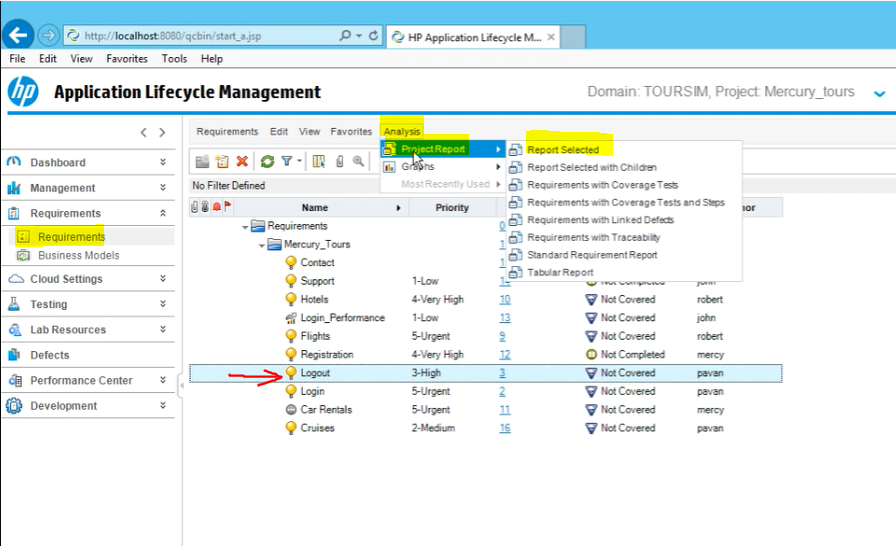 http://localhost:8080/qcbin/start_a.jsp
HP Application Lifecycle M...
File Edit View Favorites Tools Help
hp Application Lifecycle Management Domain: TOURSIM, Project: Mercury_tours
Requirements Edit View Favorites Analysis
Dashboard
Management
Requirements
Requirements
Business Models
Cloud Settings
Testing
Lab Resources
Defects
Performance Center
Development
Project Report
Graphs
Most Recently Used
Report Selected
Report Selected with Children
Requirements with Coverage Tests
Requirements with Coverage Tests and Steps
Requirements with Linked Defects
Requirements with Traceability
Standard Requirement Report
Tabular Report
No Filter Defined
Name Priority
Requirements 0
Mercury_Tours
Contact
Support 1-Low 14 Not Completed john
Hotels 4-Very High 10 Not Covered robert
Login_Performance 1-Low 13 Not Covered john
Flights 5-Urgent 9 Not Covered robert
Registration 4-Very High 12 Not Completed mercy
Logout 3-High 3 Not Covered pavan
Login 5-Urgent 2 Not Covered pavan
Car Rentals 5-Urgent 11 Not Covered mercy
Cruises 2-Medium 16 Not Covered pavan